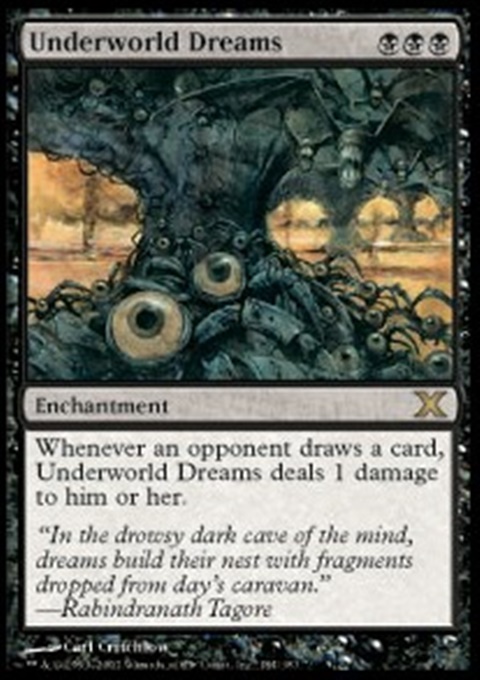 Underworld Dreams
Enchantment
Whenever an opponent draws a card,
Underworld Dreams deals 1 damage
to him or her.
“In the drowsy dark cave of the mind,
dreams build their nest with fragments
dropped from day’s caravan.”
—Rabindranath Tagore
Carl Critchlow